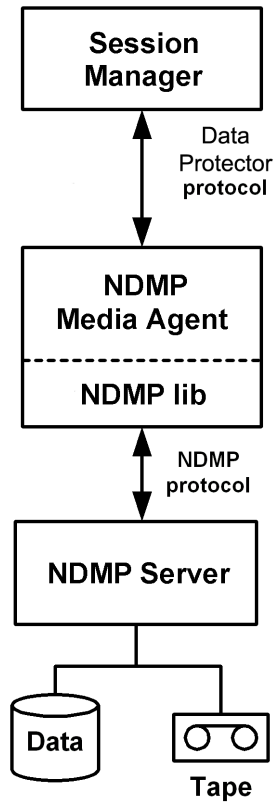 Session
Manager
Data
Protector
protocol
NDMP
Media Agent
NDMP lib
NDMP
protocol
NDMP Server
Data
Tape